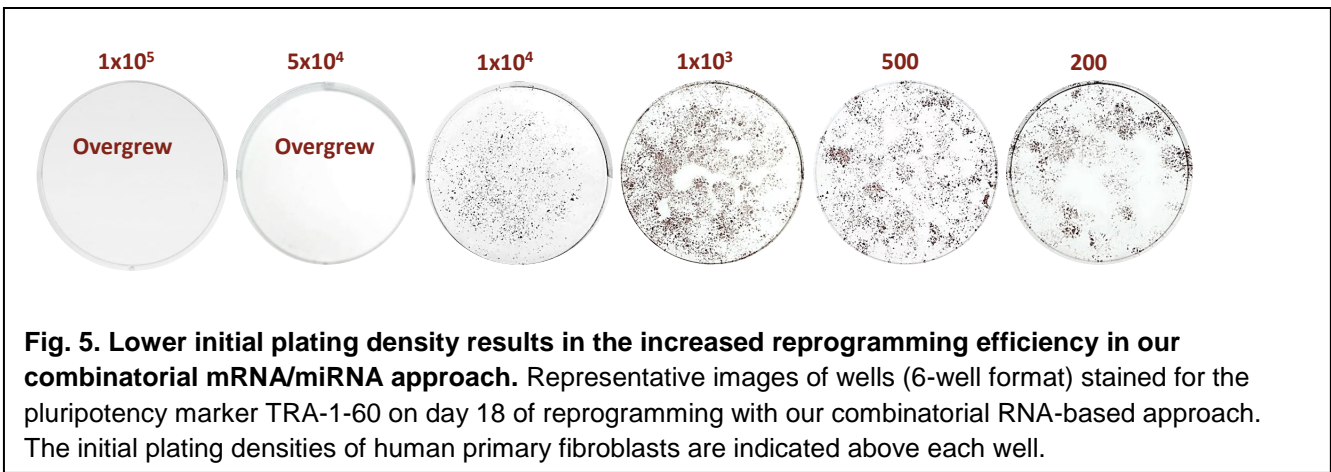 1x10⁵ 5x10⁴ 1x10⁴ 1x10³ 500 200
Overgrew Overgrew
Fig. 5. Lower initial plating density results in the increased reprogramming efficiency in our
combinatorial mRNA/miRNA approach. Representative images of wells (6-well format) stained for the
pluripotency marker TRA-1-60 on day 18 of reprogramming with our combinatorial RNA-based approach.
The initial plating densities of human primary fibroblasts are indicated above each well.